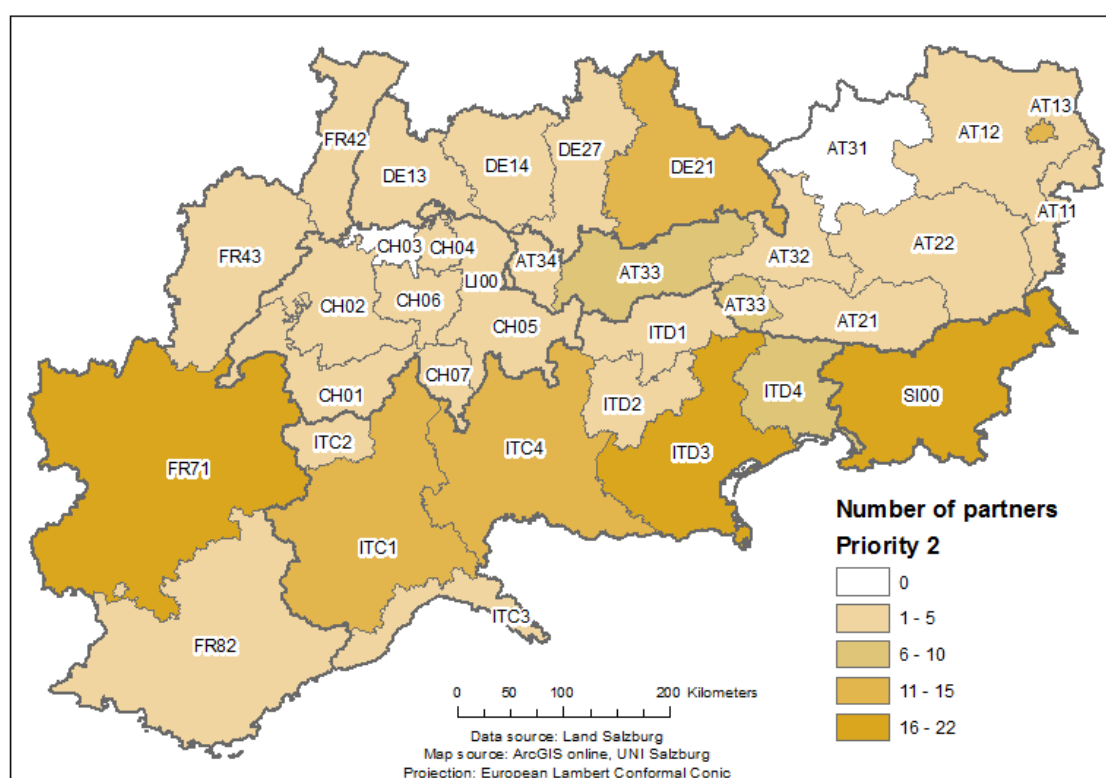 FR42
AT13
AT12
DE27
AT31
DE14
DE21
DE13
AT11
CH03
CH04
AT22
FR43
AT34
AT32
AT33
LI00
CH06
CH02
AT33
AT21
CH05
ITD1
CH07
CH01
ITD2
ITD4
SI00
ITC2
ITC4
ITD3
FR71
ITC1
ITC3
FR82
Number of partners
Priority 2
0
1 - 5
6 - 10
11 - 15
16 - 22
0 50 100 200 Kilometers
Data source: Land Salzburg
Map source: ArcGIS online, UNI Salzburg
Projection: European Lambert Conformal Conic